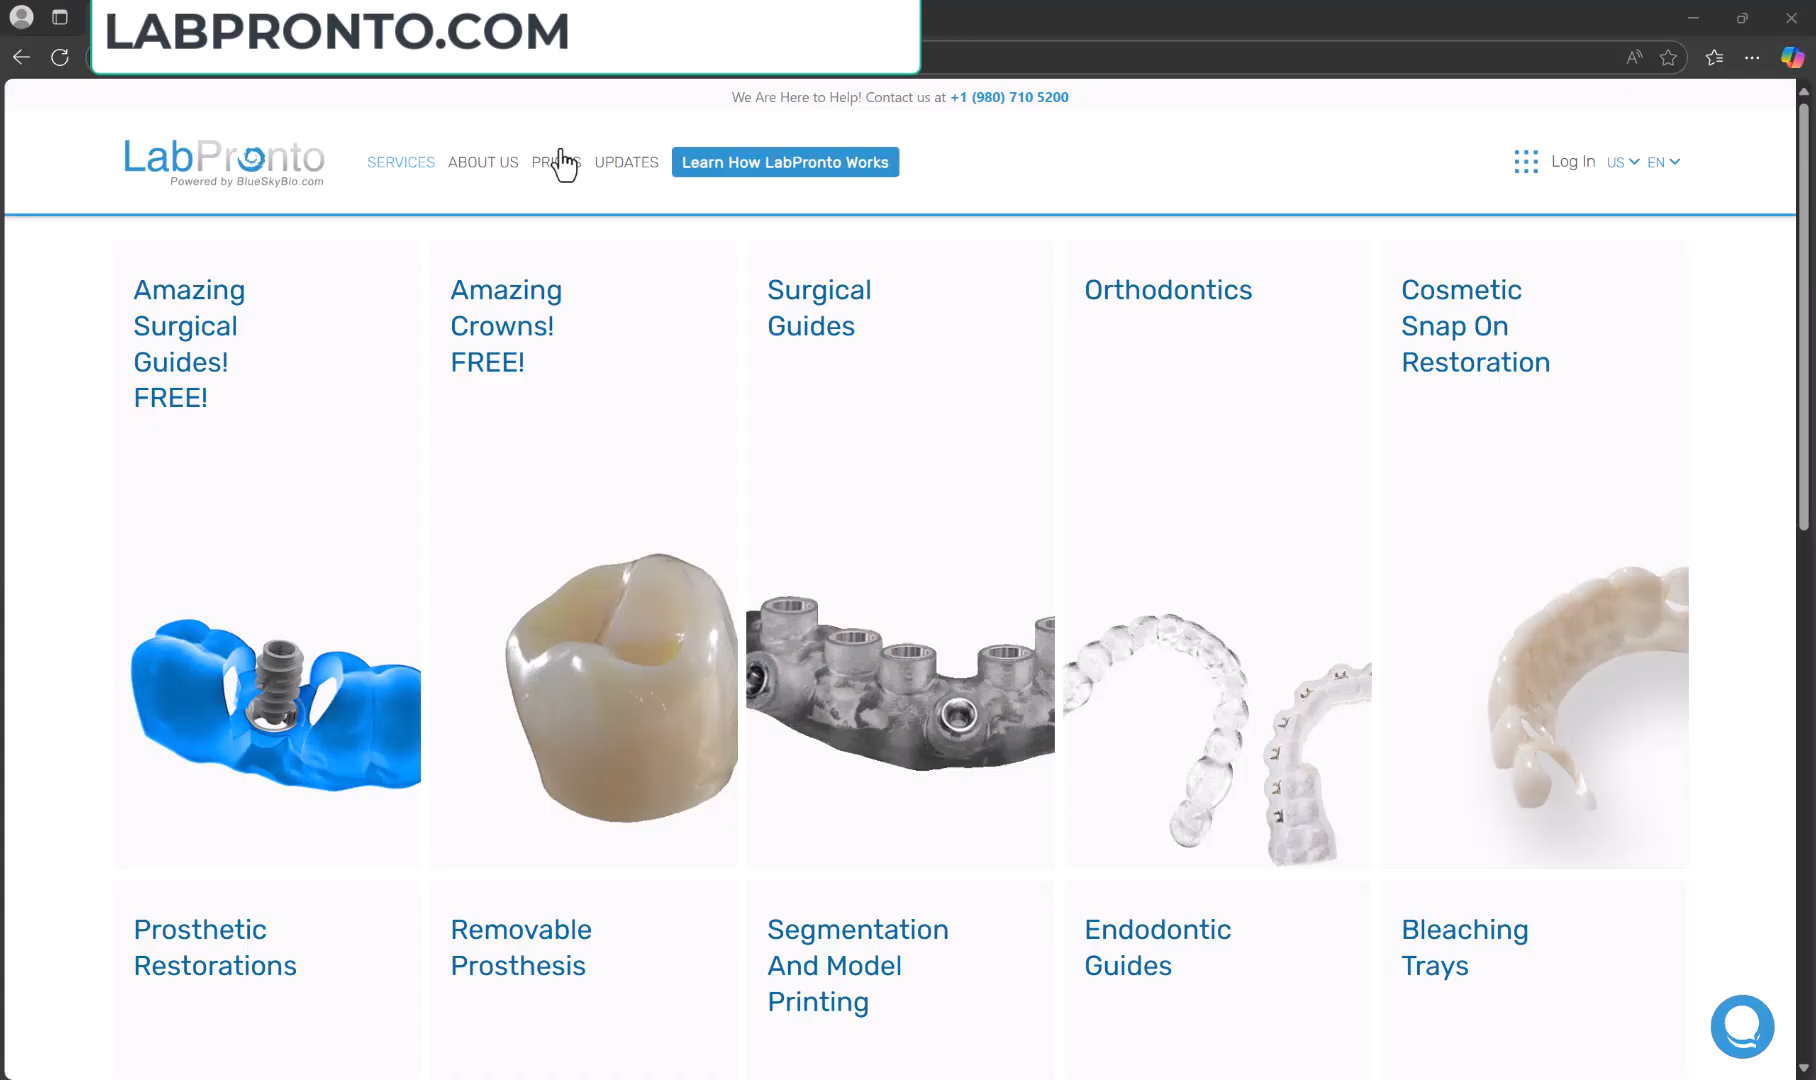 LABPRONTO.COM
We Are Here to Help! Contact us at +1 (980) 710 5200
LabPronto
Powered by BlueSkyBio.com
SERVICES ABOUT US PRICES UPDATES Learn How LabPronto Works
Log In US EN
Amazing
Surgical
Guides!
FREE!
Amazing
Crowns!
FREE!
Surgical
Guides
Orthodontics
Cosmetic
Snap On
Restoration
Prosthetic
Restorations
Removable
Prosthesis
Segmentation
And Model
Printing
Endodontic
Guides
Bleaching
Trays